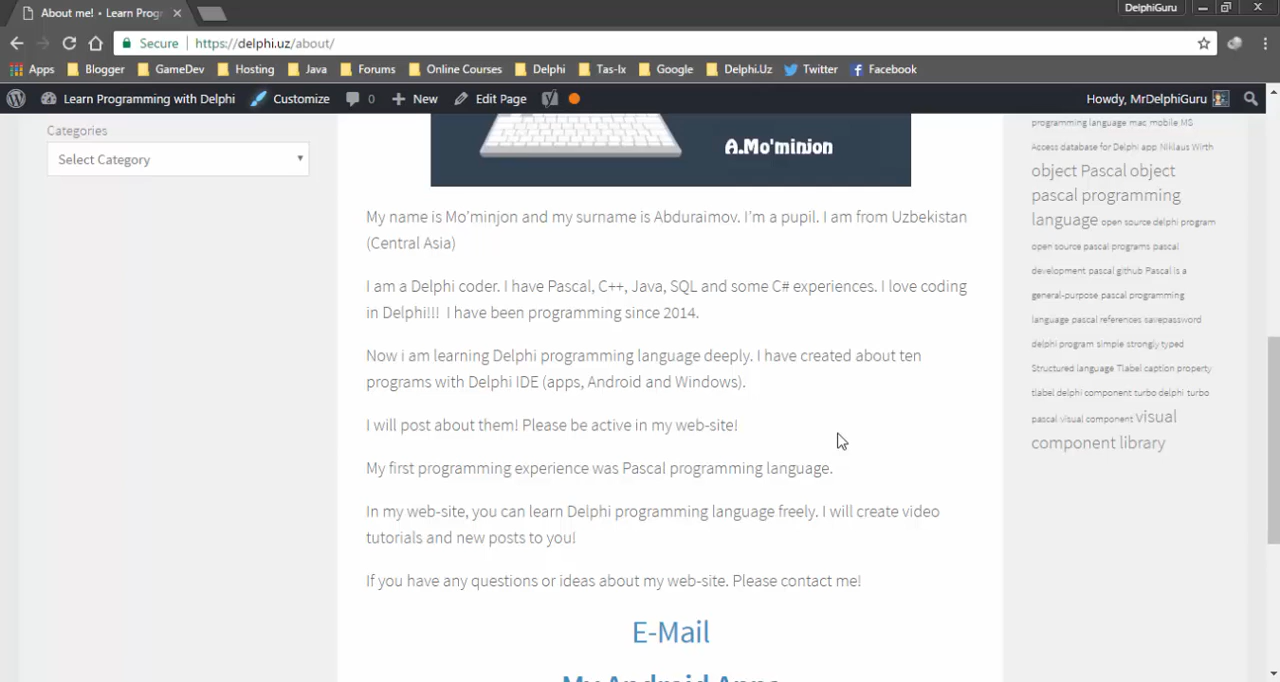 About me! • Learn Prog
DelphiGuru
Secure
https://delphi.uz/about/
Apps
Blogger
GameDev
Hosting
Java
Forums
Online Courses
Delphi
Tas-Ix
Google
Delphi.Uz
Twitter
Facebook
Learn Programming with Delphi
Customize
0
New
Edit Page
Howdy, MrDelphiGuru
Categories
Select Category
A.Mo'minjon
My name is Mo'minjon and my surname is Abduraimov. I'm a pupil. I am from Uzbekistan
(Central Asia)
I am a Delphi coder. I have Pascal, C++, Java, SQL and some C# experiences. I love coding
in Delphi!!! I have been programming since 2014.
Now i am learning Delphi programming language deeply. I have created about ten
programs with Delphi IDE (apps, Android and Windows).
I will post about them! Please be active in my web-site!
My first programming experience was Pascal programming language.
In my web-site, you can learn Delphi programming language freely. I will create video
tutorials and new posts to you!
If you have any questions or ideas about my web-site. Please contact me!
E-Mail
My Android Apps
programming language mac mobile MS
Access database for Delphi app Niklaus Wirth
object Pascal object
pascal programming
language open source delphi program
open source pascal programs pascal
development pascal github Pascal is a
general-purpose pascal programming
language pascal references savepassword
delphi program simple strongly typed
Structured language Tlabel caption property
tlabel delphi component turbo delphi turbo
pascal visual component visual
component library